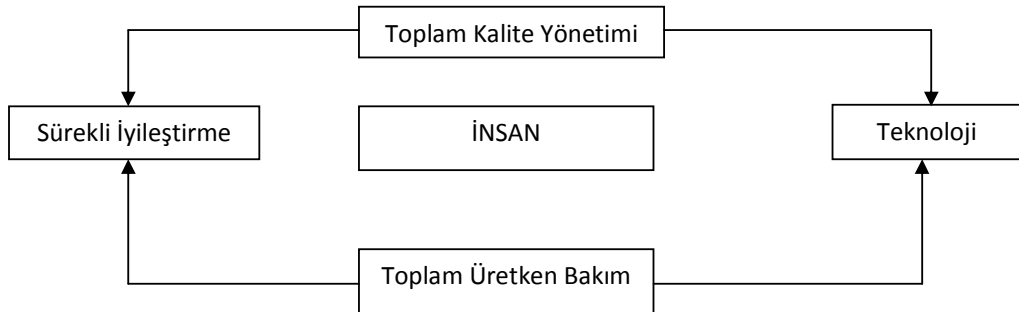 Toplam Kalite Yönetimi
Sürekli İyileştirme
İNSAN
Teknoloji
Toplam Üretken Bakım